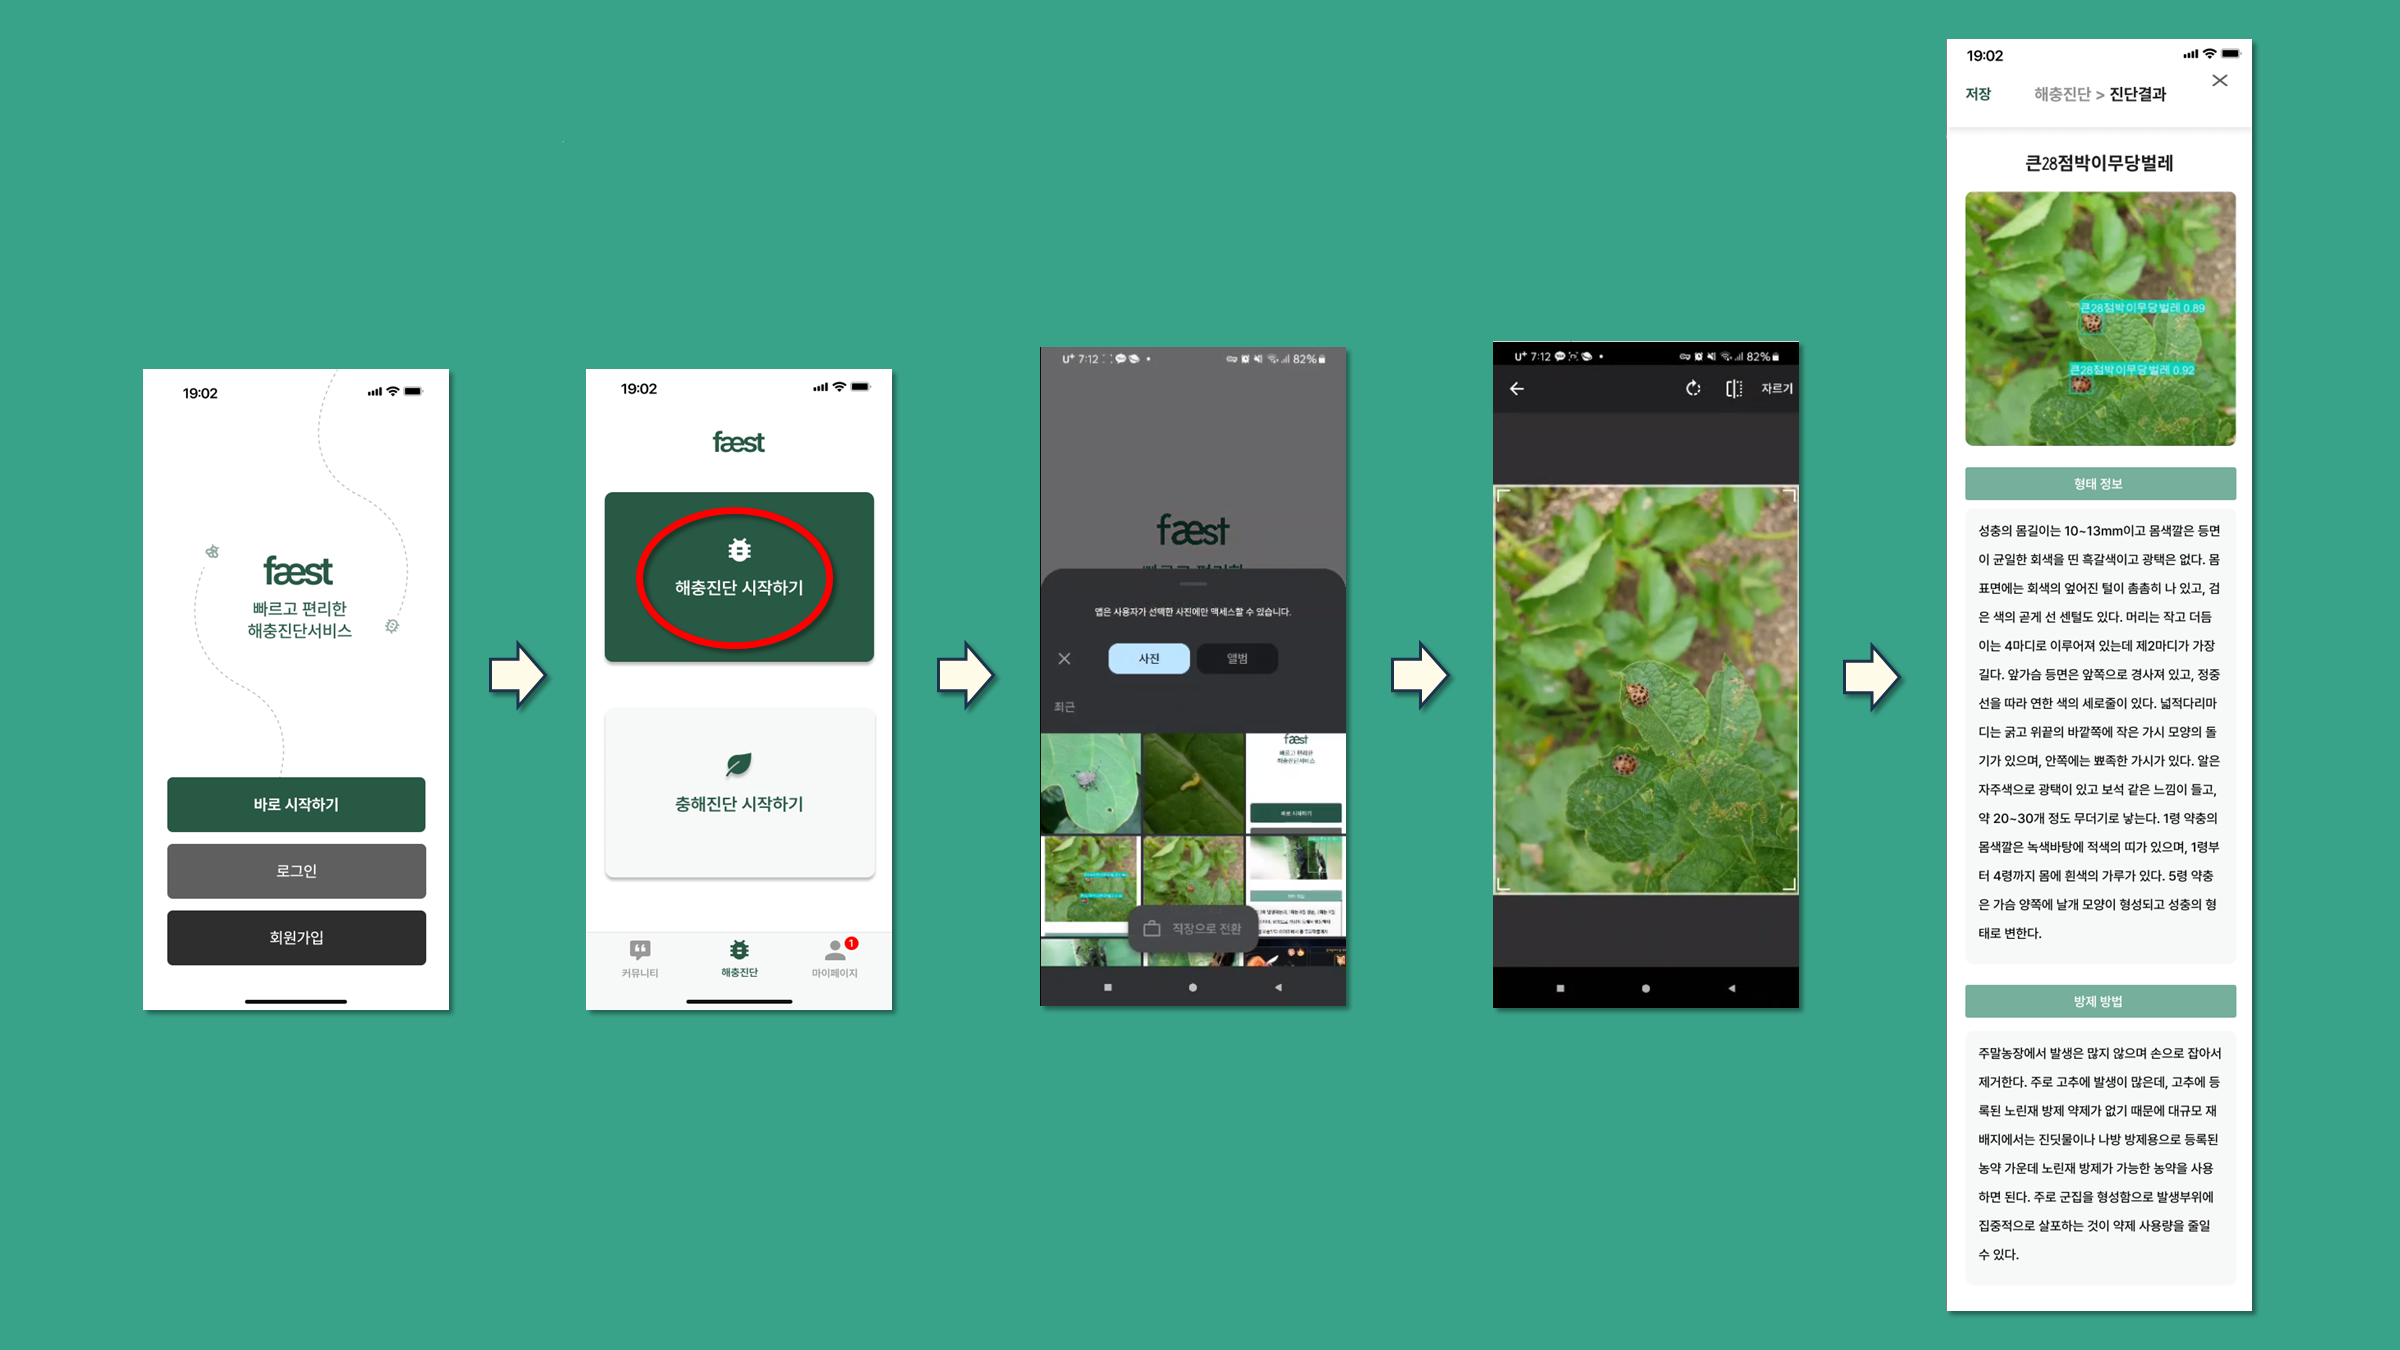 19:02
fæst
빠르고 편리한
해충진단서비스
바로 시작하기
로그인
회원가입
19:02
fæst
해충진단 시작하기
충해진단 시작하기
커뮤니티
해충진단
마이페이지
1
U+ 7:12
82%
fæst
빠르고 편리한
앱은 사용자가 선택한 사진에만 액세스할 수 있습니다.
사진
앨범
최근
fæst
빠르고 편리한
해충진단서비스
바로 시작하기
직장으로 전환
U+ 7:12
82%
자르기
19:02
저장
해충진단 > 진단결과
큰28점박이무당벌레
큰28점박이무당벌레 0.89
큰28점박이무당벌레 0.92
형태 정보
성충의 몸길이는 10~13mm이고 몸색깔은 등면
이 균일한 회색을 띤 흑갈색이고 광택은 없다. 몸
표면에는 회색의 엎어진 털이 촘촘히 나 있고, 검
은 색의 곧게 선 센털도 있다. 머리는 작고 더듬
이는 4마디로 이루어져 있는데 제2마디가 가장
길다. 앞가슴 등면은 앞쪽으로 경사져 있고, 정중
선을 따라 연한 색의 세로줄이 있다. 넓적다리마
디는 굵고 위끝의 바깥쪽에 작은 가시 모양의 돌
기가 있으며, 안쪽에는 뾰족한 가시가 있다. 알은
자주색으로 광택이 있고 보석 같은 느낌이 들고,
약 20~30개 정도 무더기로 낳는다. 1령 약충의
몸색깔은 녹색바탕에 적색의 띠가 있으며, 1령부
터 4령까지 몸에 흰색의 가루가 있다. 5령 약충
은 가슴 양쪽에 날개 모양이 형성되고 성충의 형
태로 변한다.
방제 방법
주말농장에서 발생은 많지 않으며 손으로 잡아서
제거한다. 주로 고추에 발생이 많은데, 고추에 등
록된 노린재 방제 약제가 없기 때문에 대규모 재
배지에서는 진딧물이나 나방 방제용으로 등록된
농약 가운데 노린재 방제가 가능한 농약을 사용
하면 된다. 주로 군집을 형성함으로 발생부위에
집중적으로 살포하는 것이 약제 사용량을 줄일
수 있다.